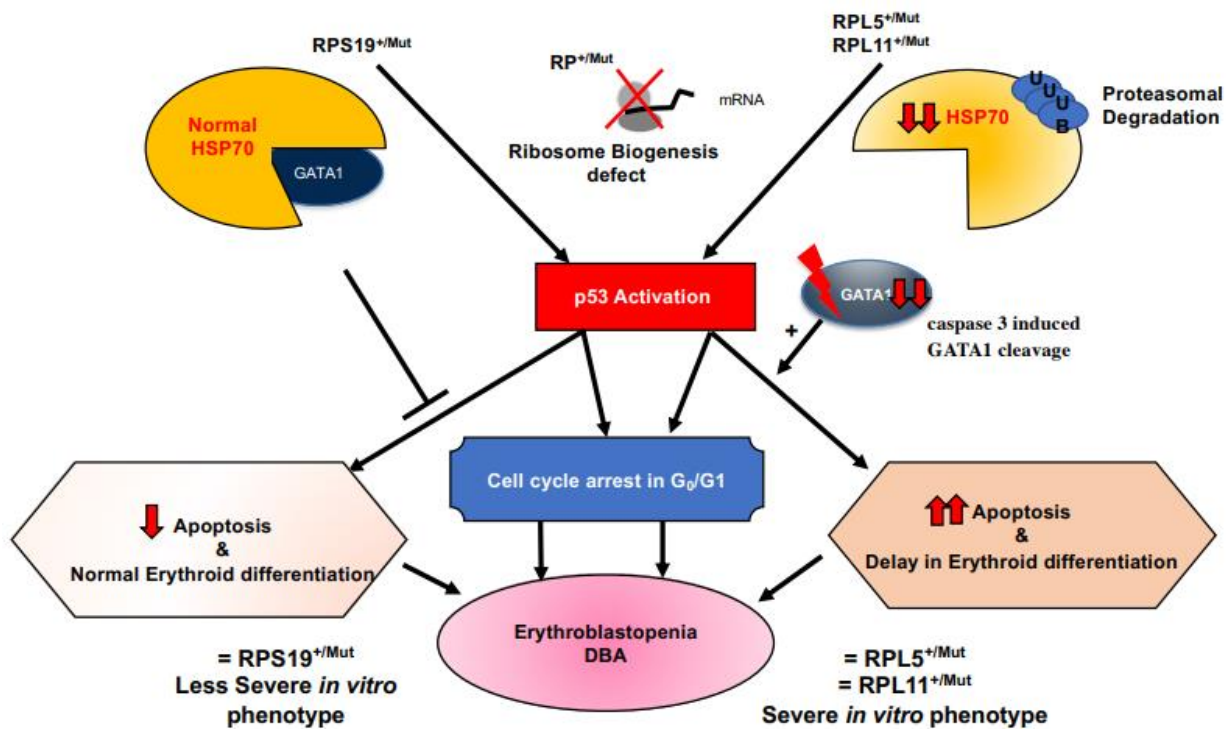 RPS19+/Mut
RP+/Mut
mRNA
Ribosome Biogenesis
defect
RPL5+/Mut
RPL11+/Mut
Normal
HSP70
GATA1
HSP70
U
U
U
B
Proteasomal
Degradation
p53 Activation
GATA1
+
caspase 3 induced
GATA1 cleavage
Cell cycle arrest in G0/G1
Apoptosis
&
Normal Erythroid differentiation
Apoptosis
&
Delay in Erythroid differentiation
Erythroblastopenia
DBA
= RPS19+/Mut
Less Severe in vitro
phenotype
= RPL5+/Mut
= RPL11+/Mut
Severe in vitro phenotype